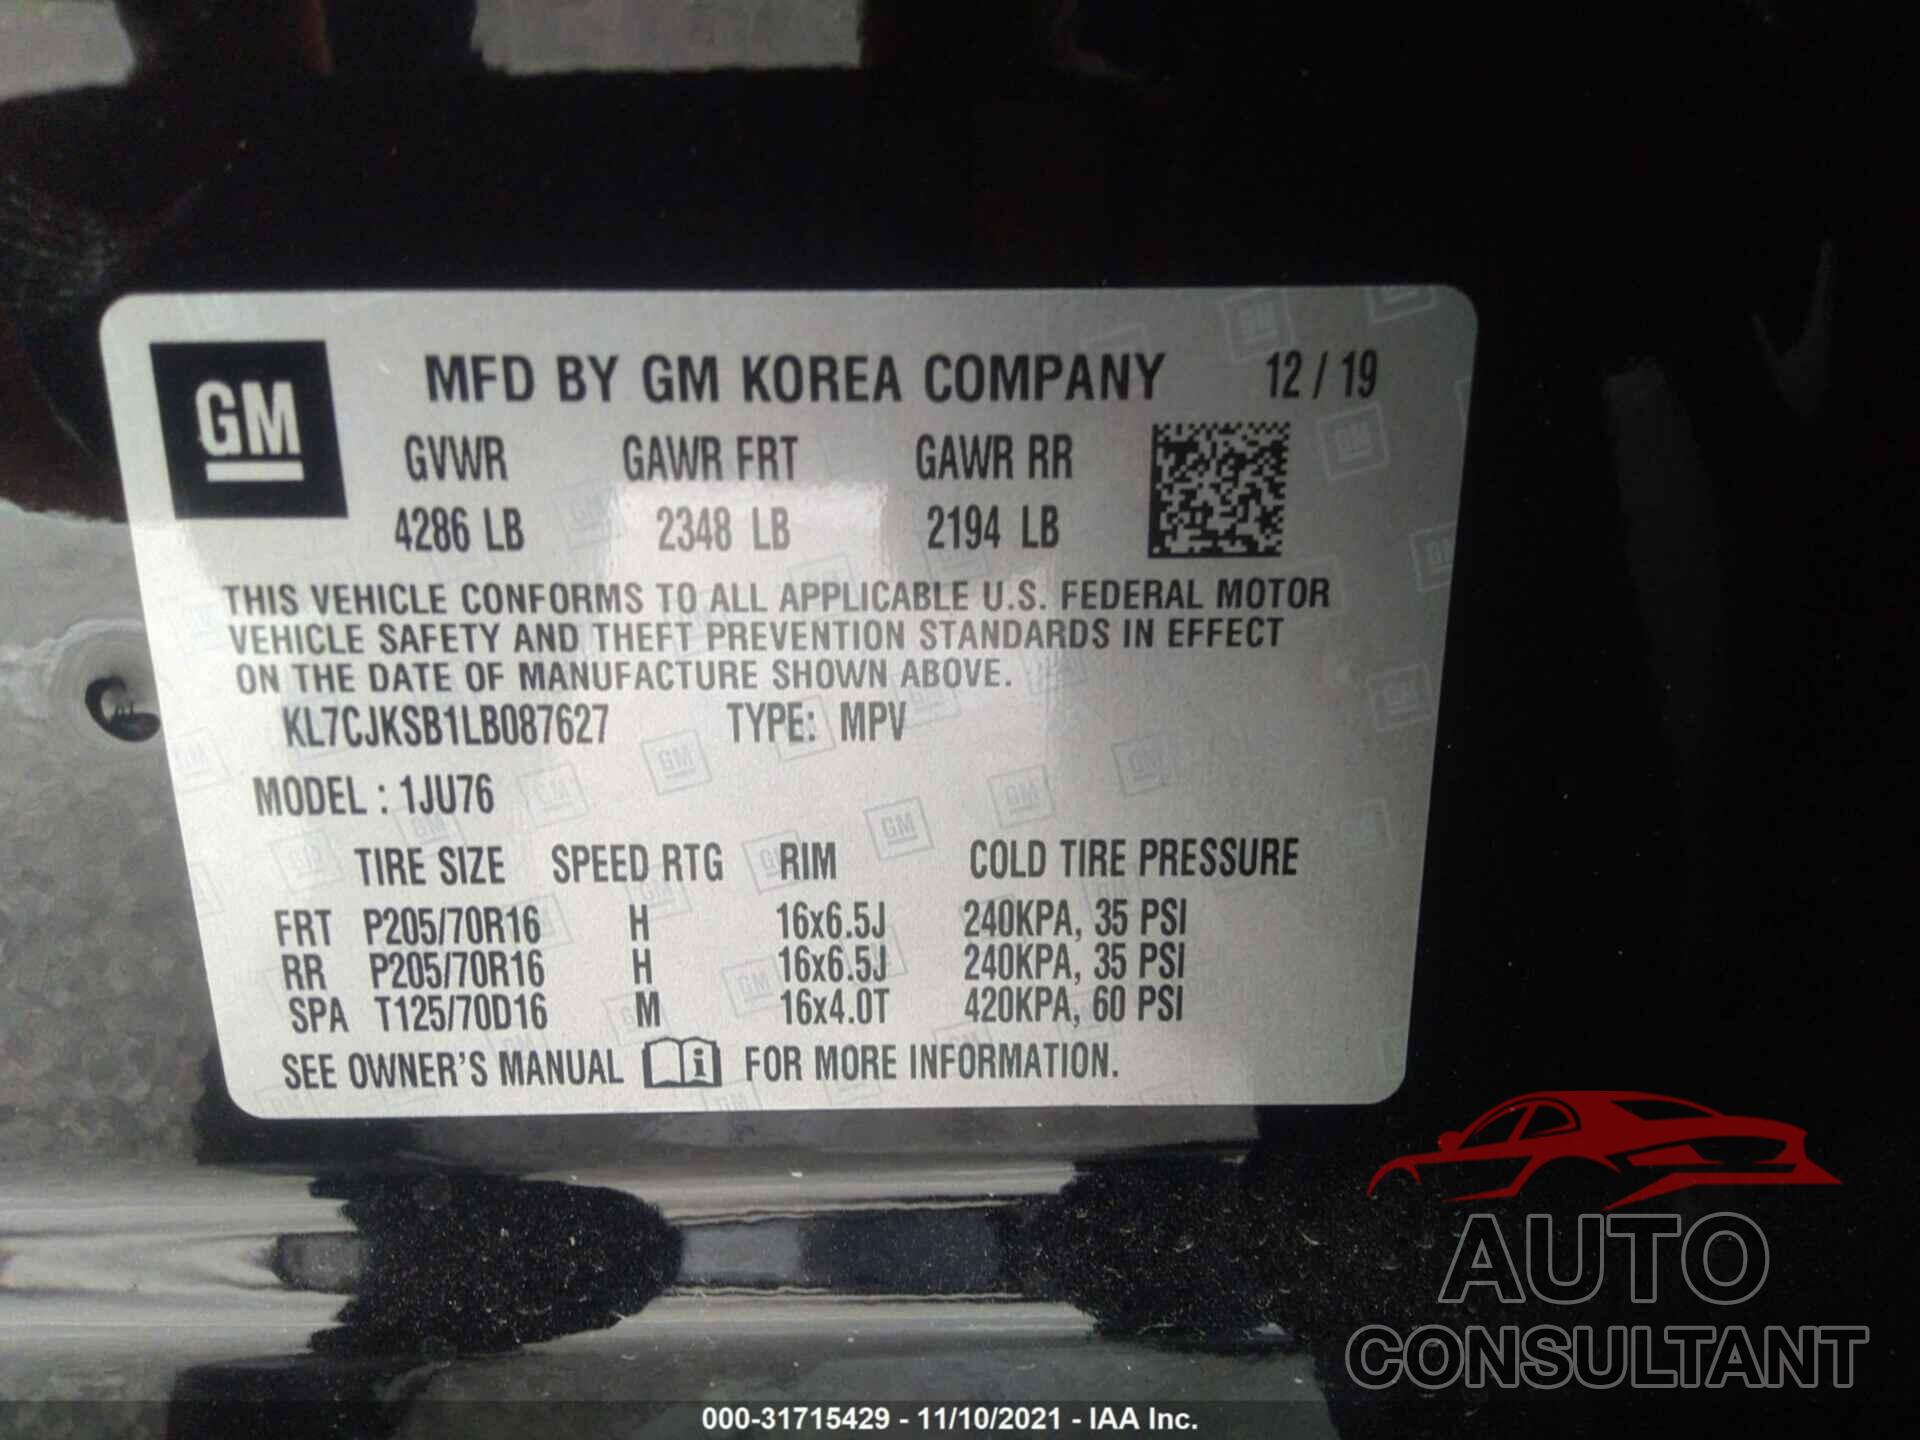 GM
MFD BY GM KOREA COMPANY 12 / 19
GVWR GAWR FRT GAWR RR
4286 LB 2348 LB 2194 LB
THIS VEHICLE CONFORMS TO ALL APPLICABLE U.S. FEDERAL MOTOR
VEHICLE SAFETY AND THEFT PREVENTION STANDARDS IN EFFECT
ON THE DATE OF MANUFACTURE SHOWN ABOVE.
KL7CJKSB1LB087627 TYPE: MPV
MODEL : 1JU76
TIRE SIZE SPEED RTG RIM COLD TIRE PRESSURE
FRT P205/70R16 H 16x6.5J 240KPA, 35 PSI
RR P205/70R16 H 16x6.5J 240KPA, 35 PSI
SPA T125/70D16 M 16x4.0T 420KPA, 60 PSI
SEE OWNER'S MANUAL i FOR MORE INFORMATION.
AUTO
CONSULTANT
000-31715429 - 11/10/2021 - IAA Inc.